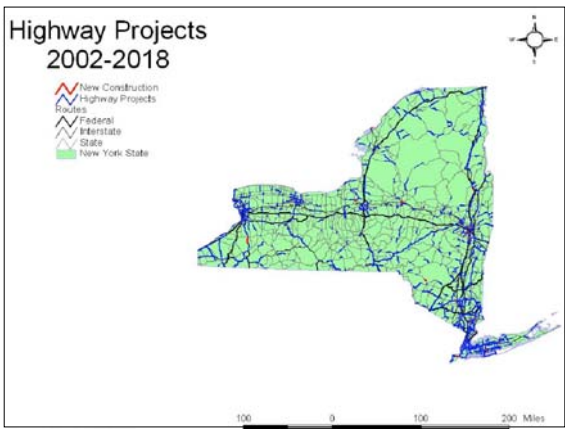 Highway Projects
2002-2018
N
W E
S
New Construction
Highway Projects
Routes
Federal
Interstate
State
New York State
100 0 100 200 Miles